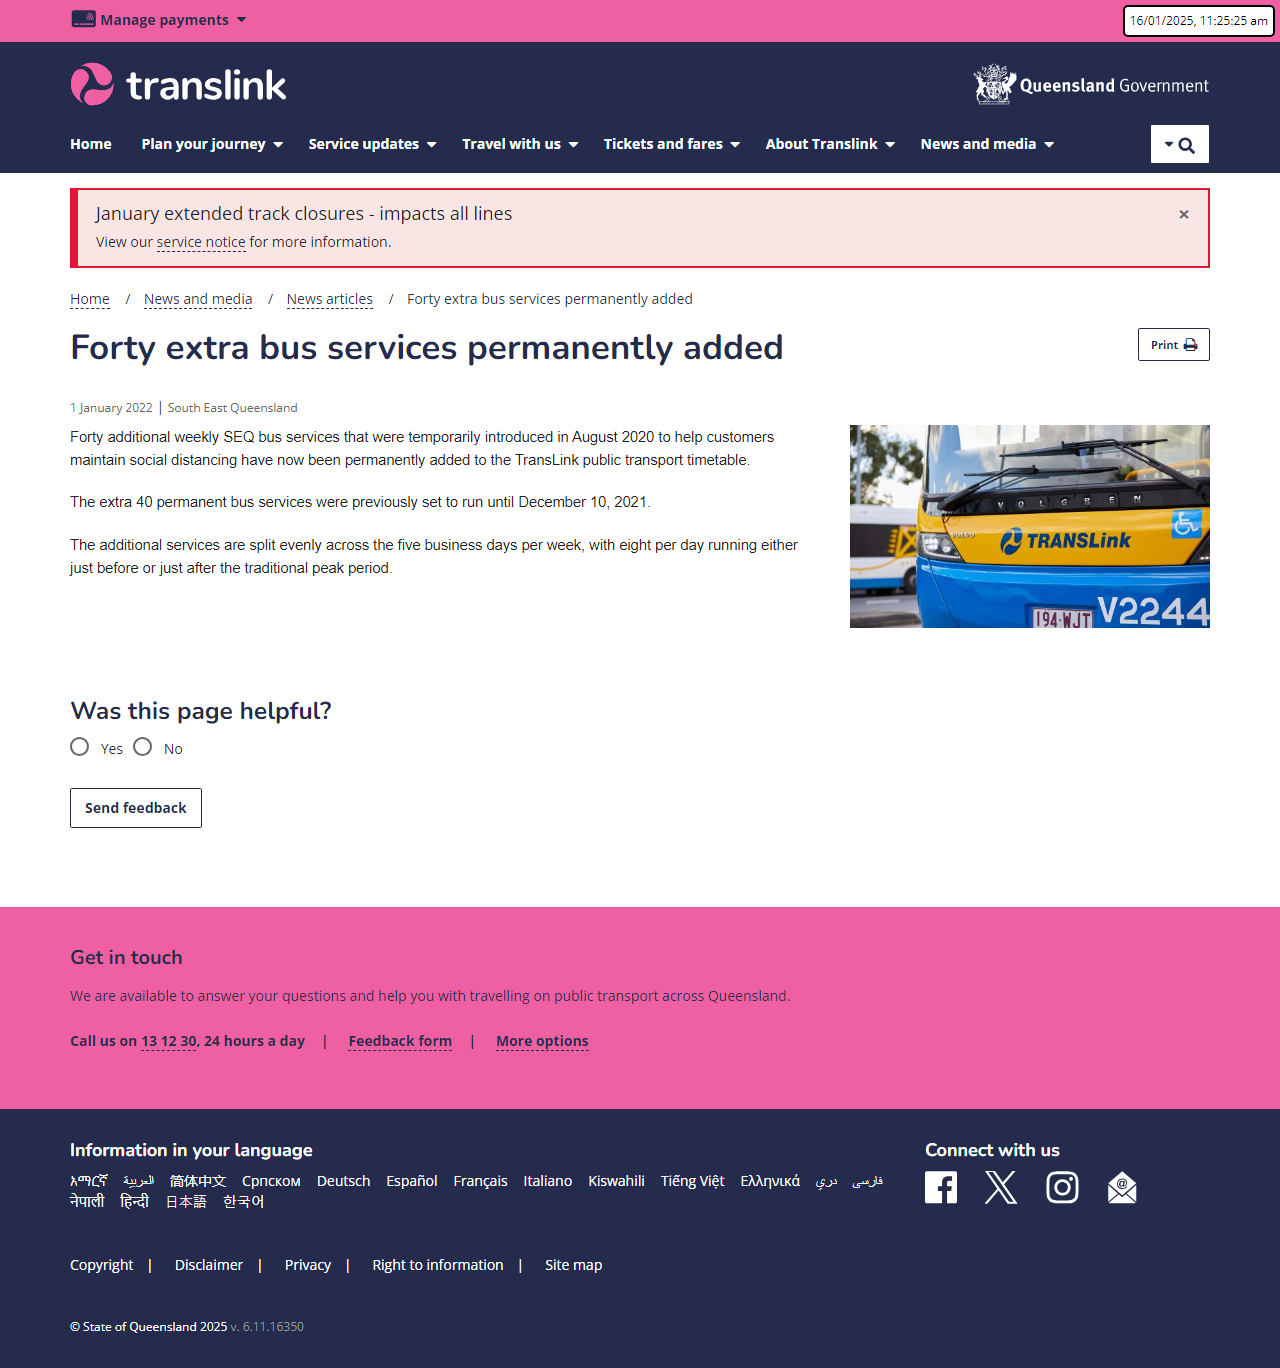 Manage payments
16/01/2025, 11:25:25 am
translink
Queensland Government
Home Plan your journey Service updates Travel with us Tickets and fares About Translink News and media
January extended track closures - impacts all lines ×
View our service notice for more information.
Home / News and media / News articles / Forty extra bus services permanently added
Forty extra bus services permanently added
Print
1 January 2022 | South East Queensland
Forty additional weekly SEQ bus services that were temporarily introduced in August 2020 to help customers
maintain social distancing have now been permanently added to the TransLink public transport timetable.
The extra 40 permanent bus services were previously set to run until December 10, 2021.
The additional services are split evenly across the five business days per week, with eight per day running either
just before or just after the traditional peak period.
VOLGREN
VOLVO
TRANSLink
V2244
194·WJT
Was this page helpful?
Yes No
Send feedback
Get in touch
We are available to answer your questions and help you with travelling on public transport across Queensland.
Call us on 13 12 30, 24 hours a day | Feedback form | More options
Information in your language
አማርኛ العربية 简体中文 Српском Deutsch Español Français Italiano Kiswahili Tiếng Việt Ελληνικά دري فارسی
नेपाली हिन्दी 日本語 한국어
Connect with us
Copyright | Disclaimer | Privacy | Right to information | Site map
© State of Queensland 2025 v. 6.11.16350